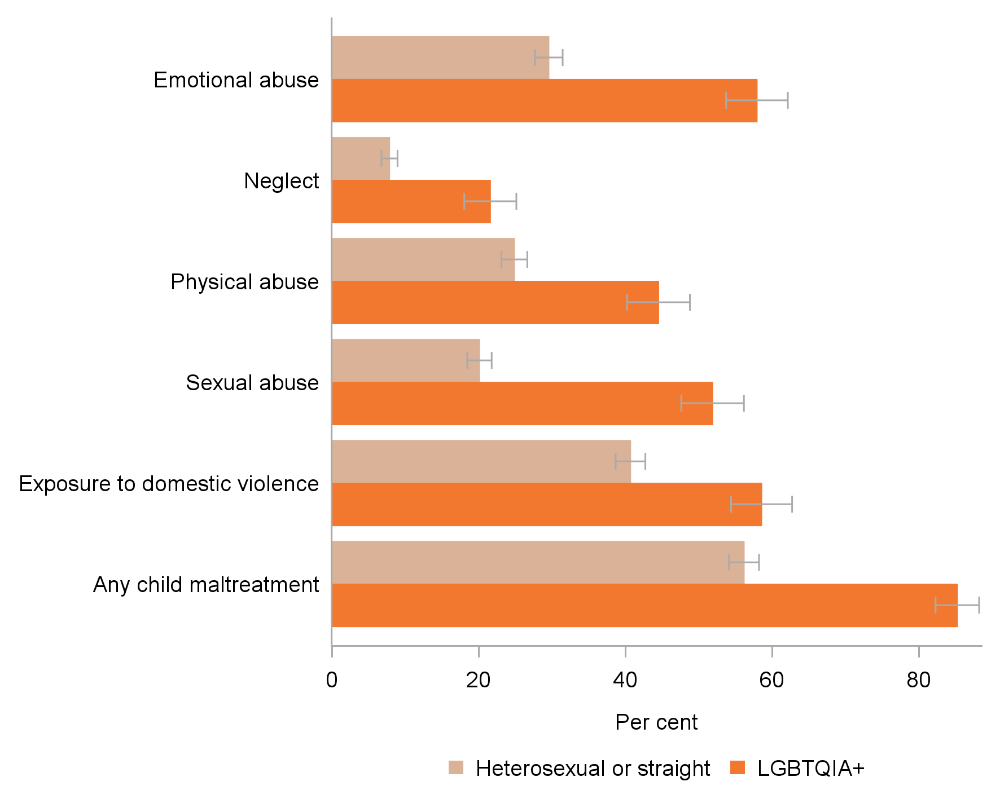 Emotional abuse
Neglect
Physical abuse
Sexual abuse
Exposure to domestic violence
Any child maltreatment
0 20 40 60 80
Per cent
Heterosexual or straight LGBTQIA+